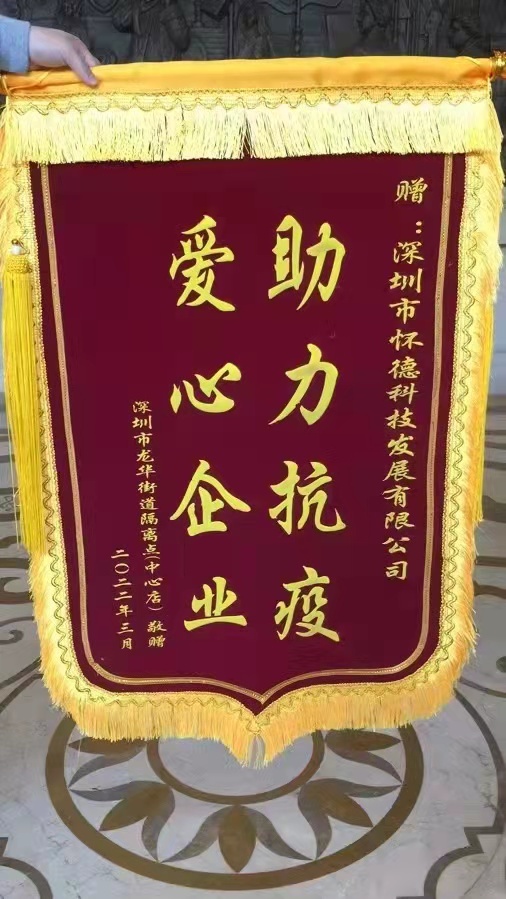 赠：深圳市怀德科技发展有限公司
助力抗疫
爱心企业
深圳市龙华街道隔离点(中心店) 敬赠
二〇二二年三月